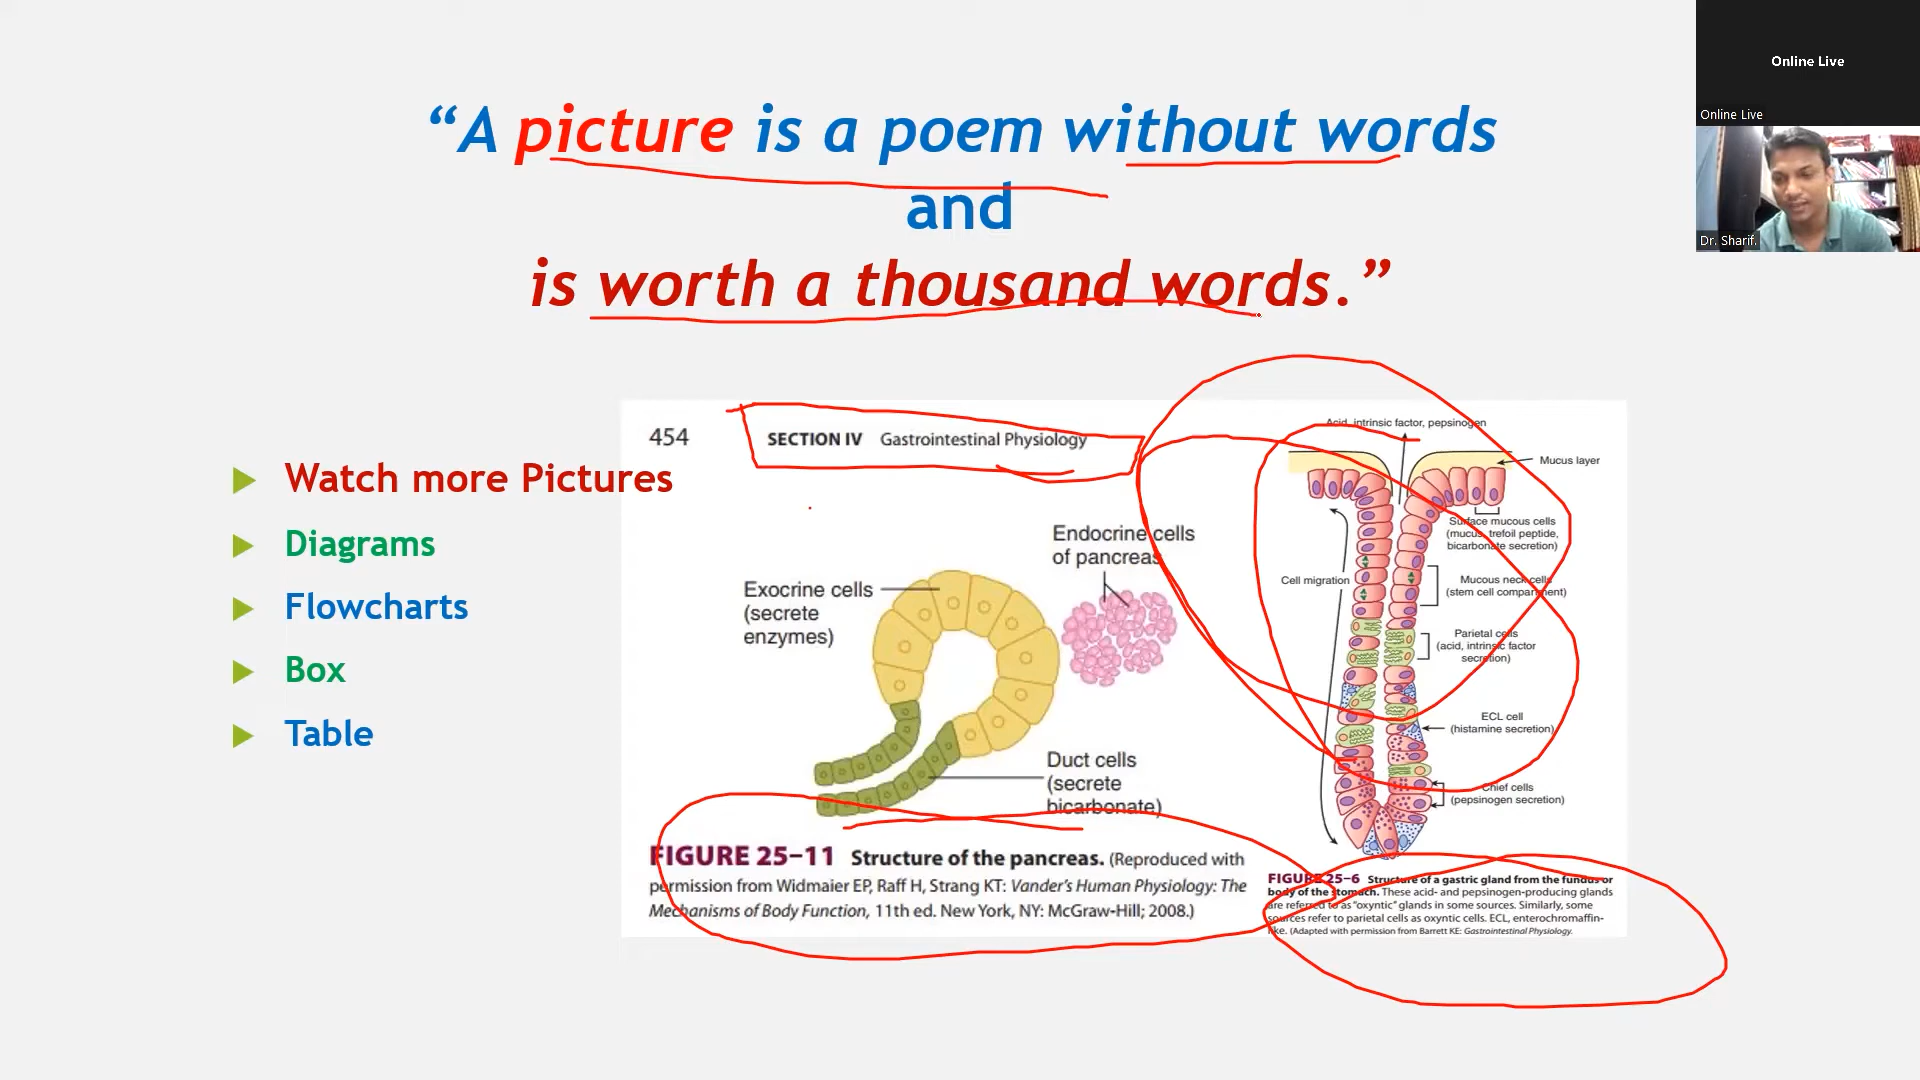 “A picture is a poem without words
and
is worth a thousand words.”
Online Live
Online Live
Dr. Sharif.
Watch more Pictures
Diagrams
Flowcharts
Box
Table
454 SECTION IV Gastrointestinal Physiology
Exocrine cells
(secrete
enzymes)
Endocrine cells
of pancreas
Duct cells
(secrete
bicarbonate)
FIGURE 25–11 Structure of the pancreas. (Reproduced with
permission from Widmaier EP, Raff H, Strang KT: Vander’s Human Physiology: The
Mechanisms of Body Function, 11th ed. New York, NY: McGraw-Hill; 2008.)
Acid, intrinsic factor, pepsinogen
Mucus layer
Surface mucous cells
(mucus, trefoil peptide,
bicarbonate secretion)
Cell migration
Mucous neck cells
(stem cell compartment)
Parietal cells
(acid, intrinsic factor
secretion)
ECL cell
(histamine secretion)
Chief cells
(pepsinogen secretion)
FIGURE 25–6 Structure of a gastric gland from the fundus or
body of the stomach. These acid- and pepsinogen-producing glands
are referred to as “oxyntic” glands in some sources. Similarly, some
sources refer to parietal cells as oxyntic cells. ECL, enterochromaffin-
like. (Adapted with permission from Barrett KE: Gastrointestinal Physiology.